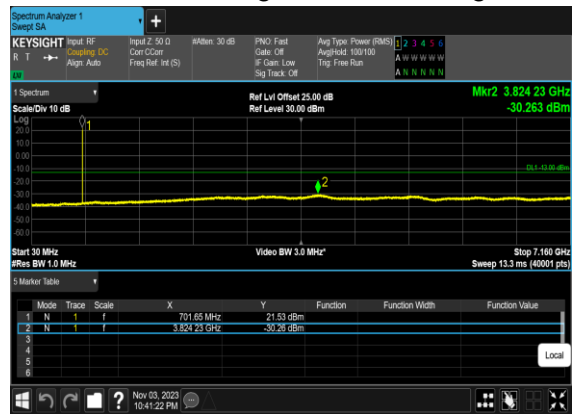 Spectrum Analyzer 1
Swept SA
+
KEYSIGHT Input: RF Input Z: 50 Ω #Atten: 30 dB PNO: Fast Avg Type: Power (RMS) 1 2 3 4 5 6
R T Coupling: DC Corr CCorr Gate: Off Avg|Hold: 100/100 A W W W W W
Align: Auto Freq Ref: Int (S) IF Gain: Low Trig: Free Run
Sig Track: Off A N N N N N
LXI
1 Spectrum Ref Lvl Offset 25.00 dB Mkr2 3.824 23 GHz
Scale/Div 10 dB Ref Level 30.00 dBm -30.263 dBm
Log
20.0
10.0
0.00
-10.0
-20.0
-30.0
-40.0
-50.0
-60.0
1
2
DL1 -13.00 dBm
Start 30 MHz Video BW 3.0 MHz* Stop 7.160 GHz
#Res BW 1.0 MHz Sweep 13.3 ms (40001 pts)
5 Marker Table
Mode Trace Scale X Y Function Function Width Function Value
1 N 1 f 701.65 MHz 21.53 dBm
2 N 1 f 3.824 23 GHz -30.26 dBm
3
4
5
6
Local
? Nov 03, 2023
10:41:22 PM